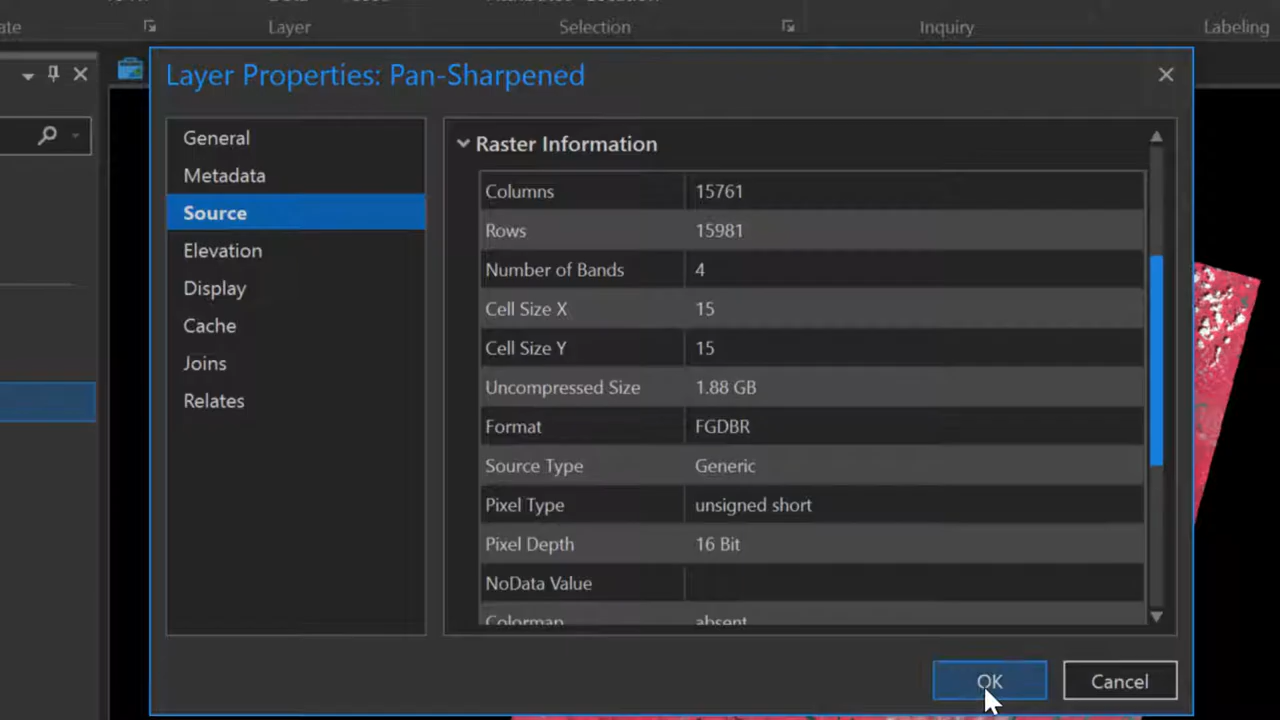 Layer
Selection
Inquiry
Labeling
Layer Properties: Pan-Sharpened
General
Metadata
Source
Elevation
Display
Cache
Joins
Relates
Raster Information
Columns 15761
Rows 15981
Number of Bands 4
Cell Size X 15
Cell Size Y 15
Uncompressed Size 1.88 GB
Format FGDBR
Source Type Generic
Pixel Type unsigned short
Pixel Depth 16 Bit
NoData Value
Colormap absent
OK Cancel